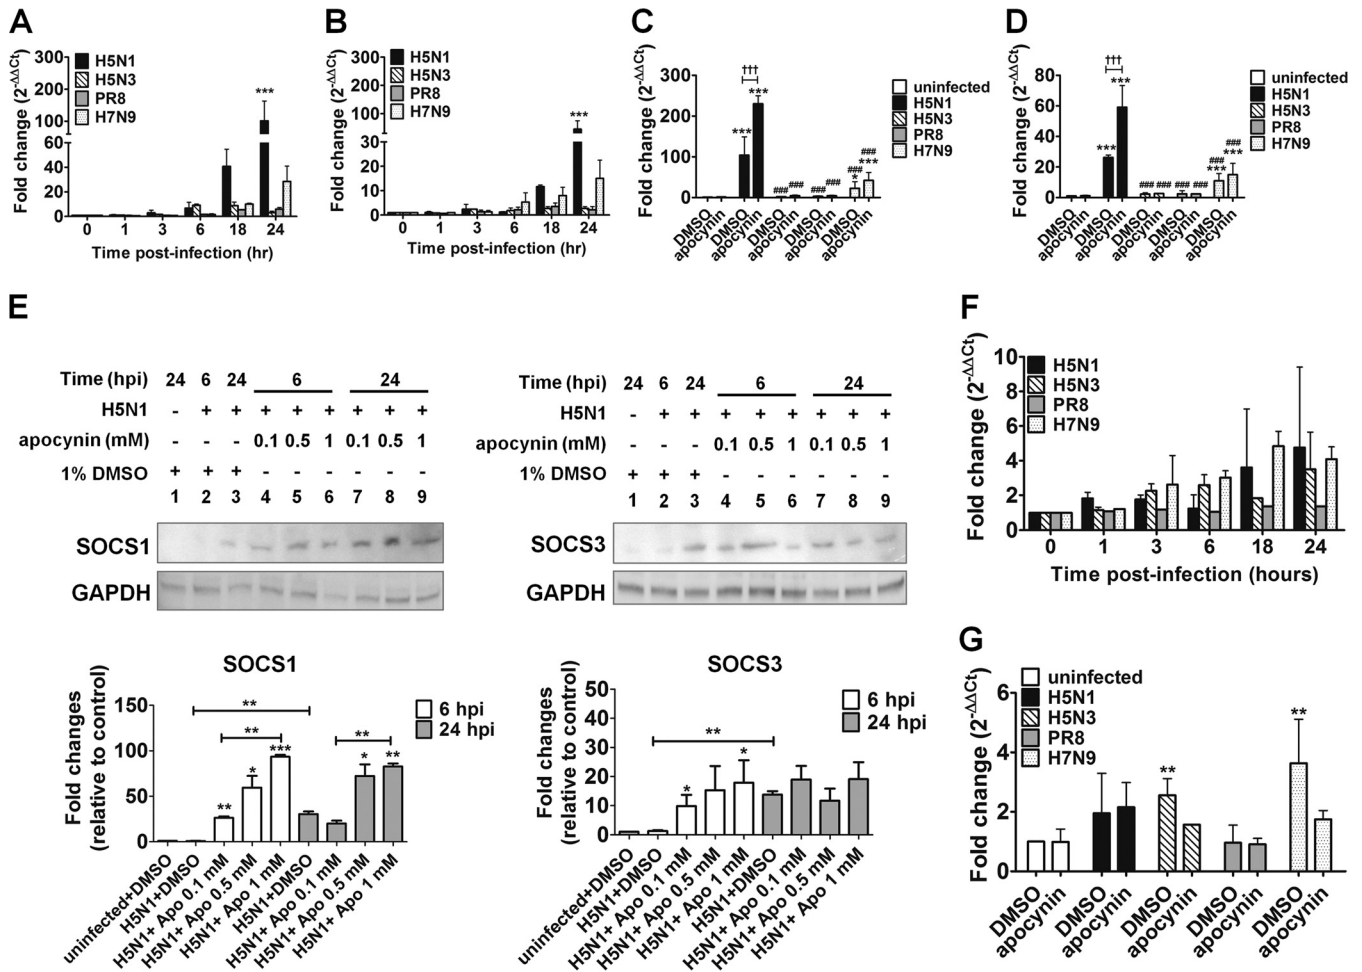 A
Fold change (2-ΔΔCt)
300
200
100
60
40
20
0
H5N1
H5N3
PR8
H7N9
***
0 1 3 6 18 24
Time post-infection (hr)
B
Fold change (2-ΔΔCt)
300
200
100
30
20
10
0
H5N1
H5N3
PR8
H7N9
***
0 1 3 6 18 24
Time post-infection (hr)
C
Fold change (2-ΔΔCt)
300
200
100
0
†††
*** ***
### ### ### ### ### ###
* ***
uninfected
H5N1
H5N3
PR8
H7N9
DMSO apocynin DMSO apocynin DMSO apocynin DMSO apocynin DMSO apocynin
D
Fold change (2-ΔΔCt)
80
60
40
20
0
†††
*** ***
### ### ### ### ### ###
*** ***
uninfected
H5N1
H5N3
PR8
H7N9
DMSO apocynin DMSO apocynin DMSO apocynin DMSO apocynin DMSO apocynin
E
Time (hpi) 24 6 24 6 24
H5N1 - + + + + + + + +
apocynin (mM) - - - 0.1 0.5 1 0.1 0.5 1
1% DMSO + + + - - - - - -
1 2 3 4 5 6 7 8 9
SOCS1
GAPDH
Time (hpi) 24 6 24 6 24
H5N1 - + + + + + + + +
apocynin (mM) - - - 0.1 0.5 1 0.1 0.5 1
1% DMSO + + + - - - - - -
1 2 3 4 5 6 7 8 9
SOCS3
GAPDH
SOCS1
Fold changes
(relative to control)
150
100
50
0
6 hpi
24 hpi
**
** **
** * *** * **
uninfected+DMSO
H5N1+DMSO
H5N1+ Apo 0.1 mM
H5N1+ Apo 0.5 mM
H5N1+ Apo 1 mM
H5N1+DMSO
H5N1+ Apo 0.1 mM
H5N1+ Apo 0.5 mM
H5N1+ Apo 1 mM
SOCS3
Fold changes
(relative to control)
50
40
30
20
10
0
6 hpi
24 hpi
**
* *
uninfected+DMSO
H5N1+DMSO
H5N1+ Apo 0.1 mM
H5N1+ Apo 0.5 mM
H5N1+ Apo 1 mM
H5N1+DMSO
H5N1+ Apo 0.1 mM
H5N1+ Apo 0.5 mM
H5N1+ Apo 1 mM
F
Fold change (2-ΔΔCt)
10
8
6
4
2
0
H5N1
H5N3
PR8
H7N9
0 1 3 6 18 24
Time post-infection (hours)
G
Fold change (2-ΔΔCt)
6
4
2
0
uninfected
H5N1
H5N3
PR8
H7N9
** **
DMSO apocynin DMSO apocynin DMSO apocynin DMSO apocynin DMSO apocynin